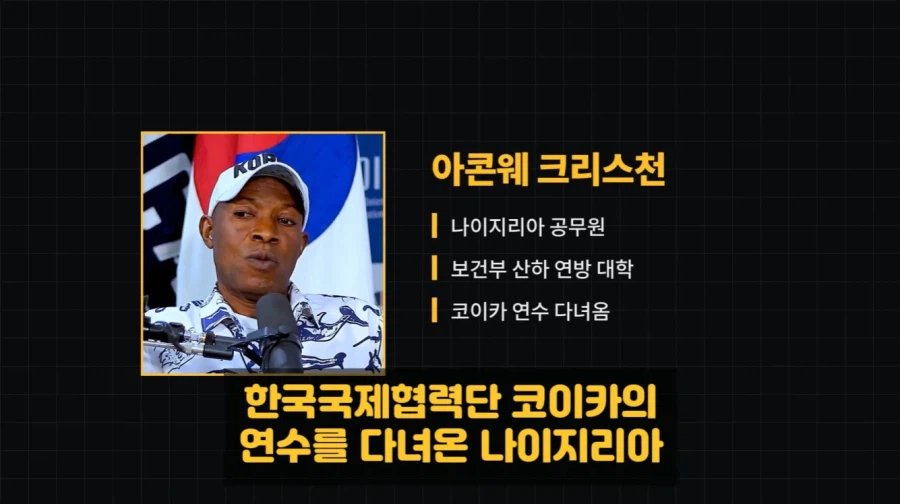 KOR
아콘웨 크리스천
나이지리아 공무원
보건부 산하 연방 대학
코이카 연수 다녀옴
한국국제협력단 코이카의
연수를 다녀온 나이지리아